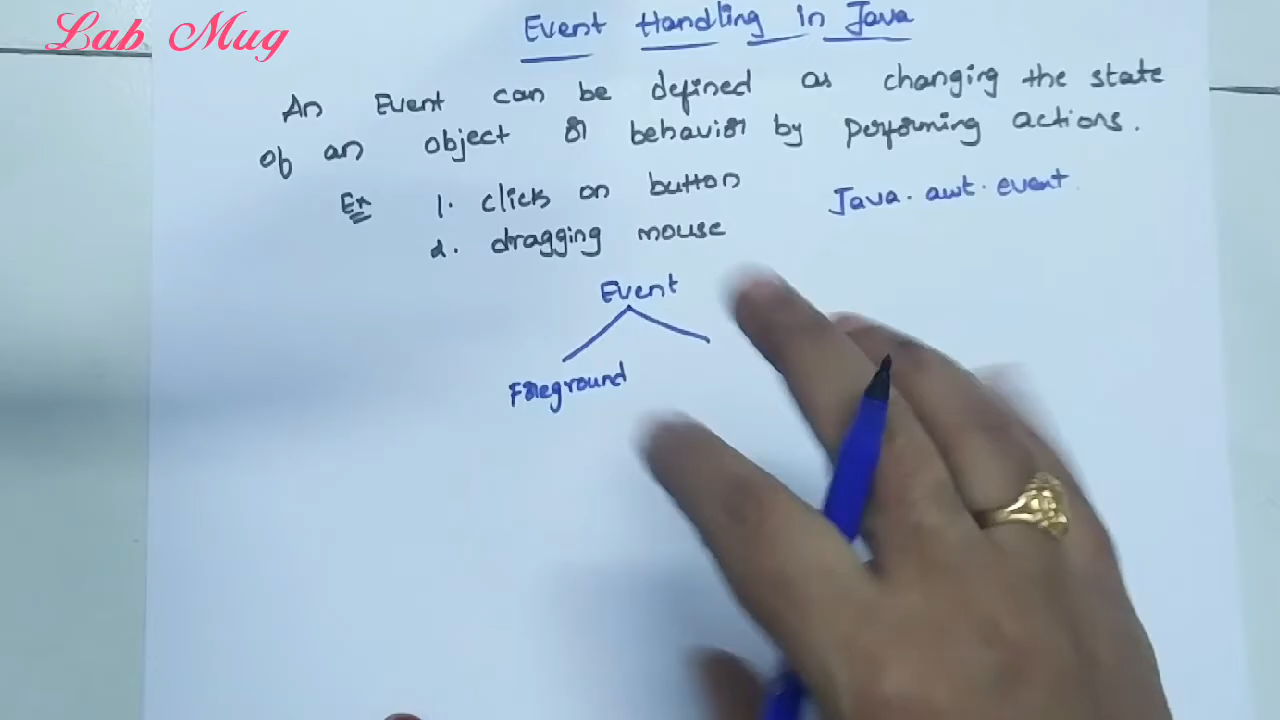 Lab Mug
Event Handling in Java
An Event can be defined as changing the state
of an object or behavior by performing actions.
Ex 1. click on button
Java.awt.event
2. dragging mouse
Event
Foreground